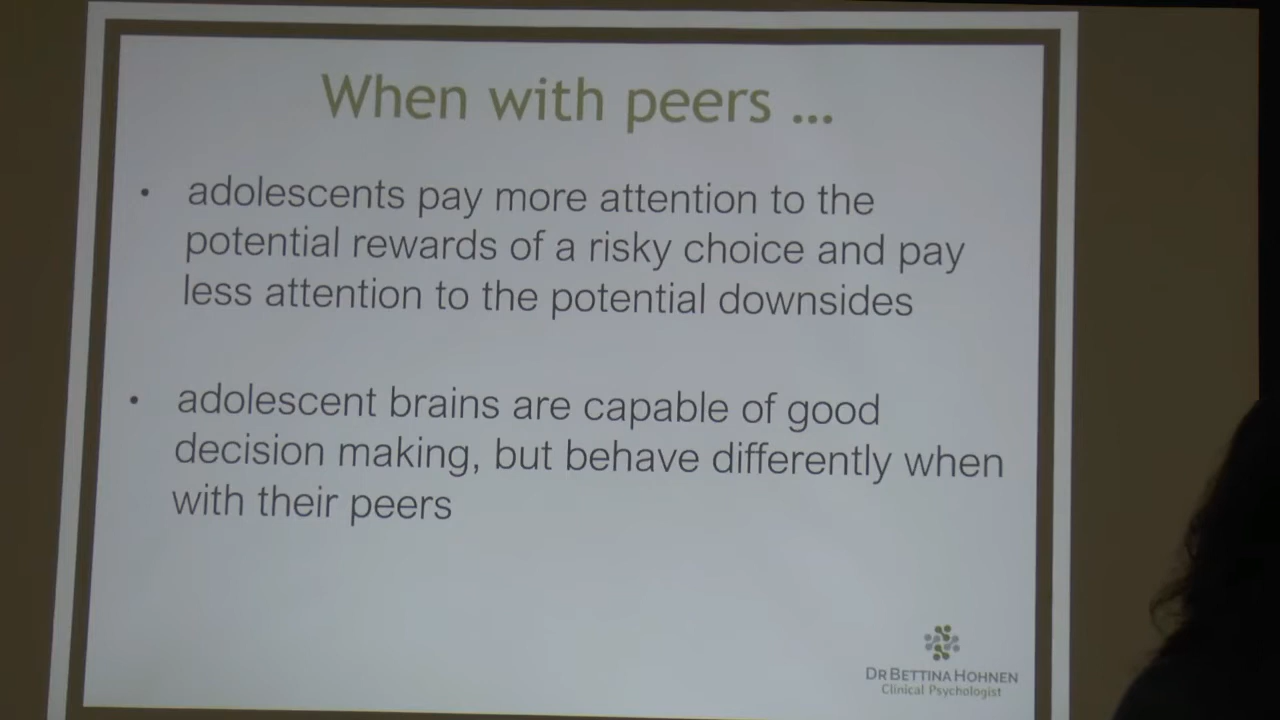 When with peers ...
• adolescents pay more attention to the
potential rewards of a risky choice and pay
less attention to the potential downsides
• adolescent brains are capable of good
decision making, but behave differently when
with their peers
DR BETTINA HOHNEN
Clinical Psychologist